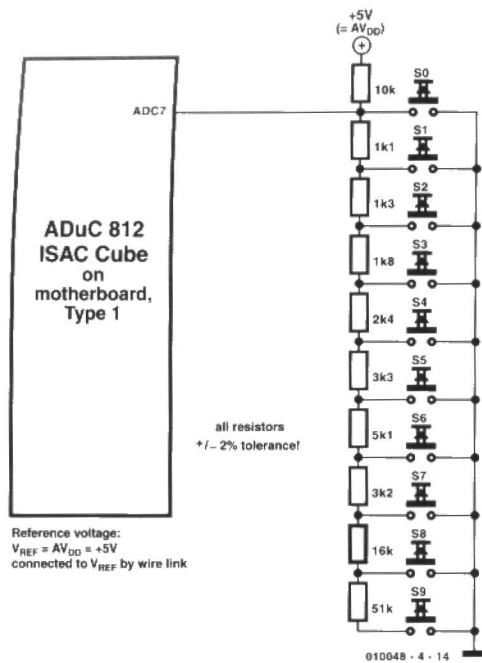 +5V
(= AVDD)
10k
S0
ADC7
1k1
S1
1k3
S2
1k8
S3
2k4
S4
3k3
S5
5k1
S6
3k2
S7
16k
S8
51k
S9
ADuC 812
ISAC Cube
on
motherboard,
Type 1
all resistors
+/– 2% tolerance!
Reference voltage:
VREF = AVDD = +5V
connected to VREF by wire link
010048 - 4 - 14